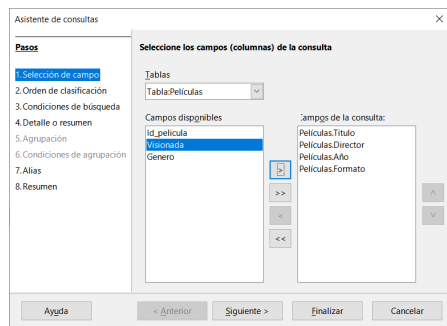 Asistente de consultas
Pasos
1.Selección de campo
2.Orden de clasificación
3.Condiciones de búsqueda
4.Detalle o resumen
5.Agrupación
6.Condiciones de agrupación
7.Alias
8.Resumen
Seleccione los campos (columnas) de la consulta
Tablas
Tabla:Películas
Campos disponibles
Id_pelicula
Visionada
Genero
>
>>
<
<<
Campos de la consulta:
Películas.Titulo
Películas.Director
Películas.Año
Películas.Formato
Ayuda
< Anterior
Siguiente >
Finalizar
Cancelar